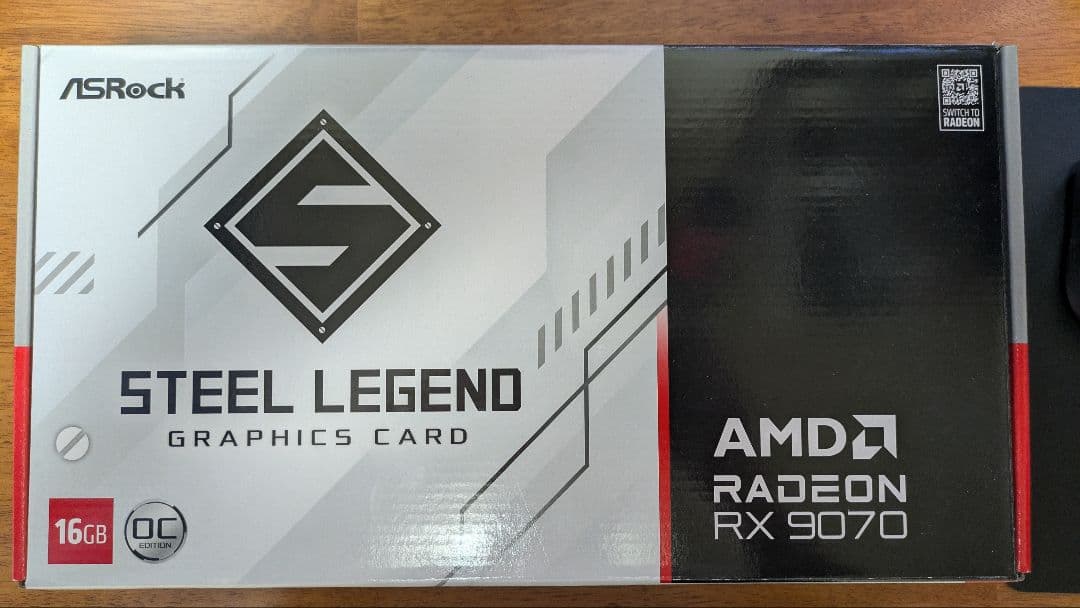 ASRock
SWITCH TO
RADEON
STEEL LEGEND
GRAPHICS CARD
16GB
OC
EDITION
AMD
RADEON
RX 9070